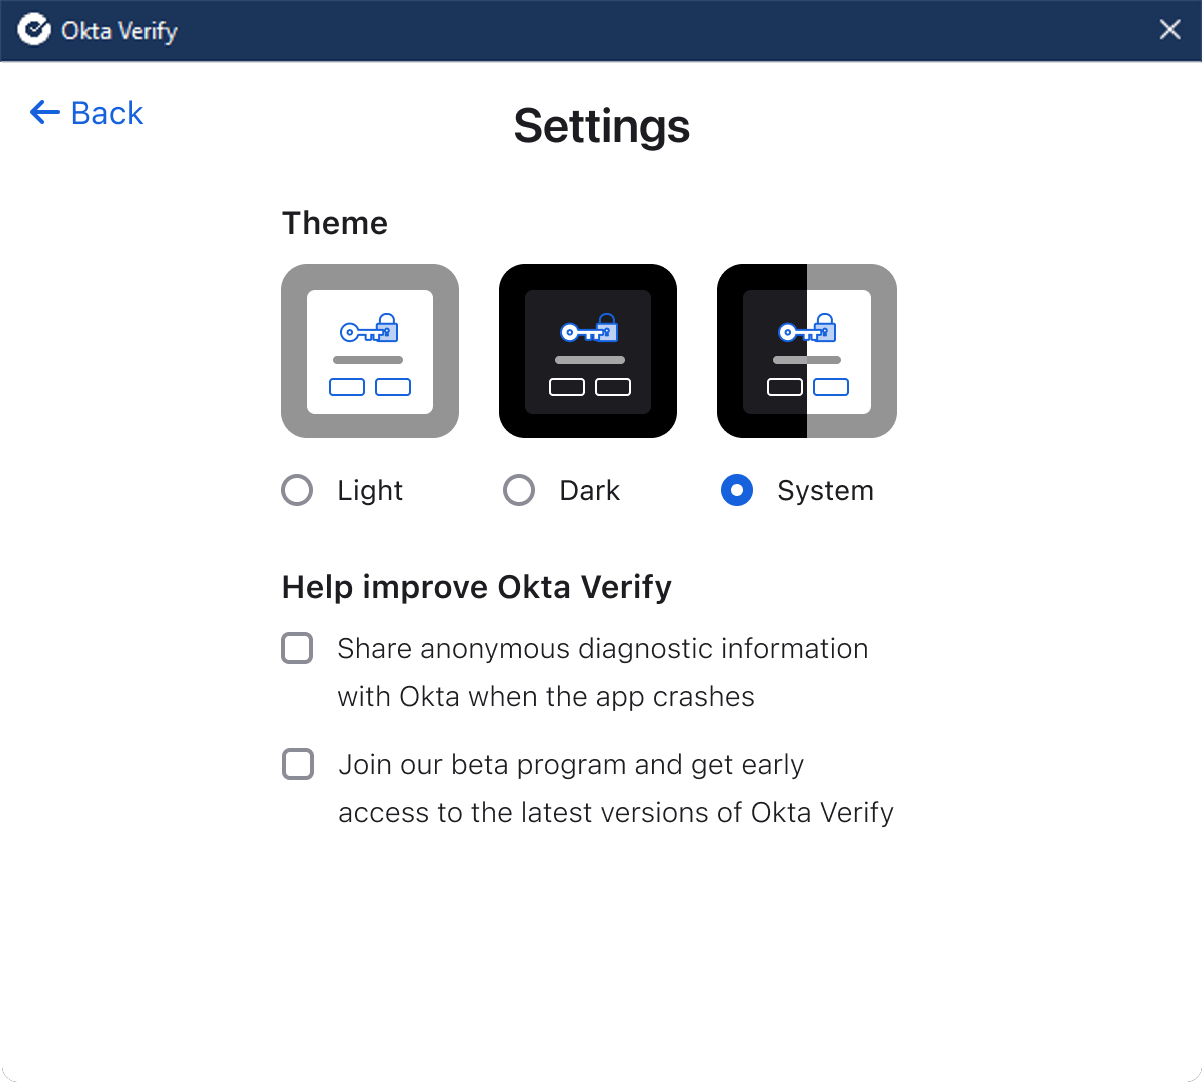 Okta Verify
Back
Settings
Theme
Light
Dark
System
Help improve Okta Verify
Share anonymous diagnostic information
with Okta when the app crashes
Join our beta program and get early
access to the latest versions of Okta Verify